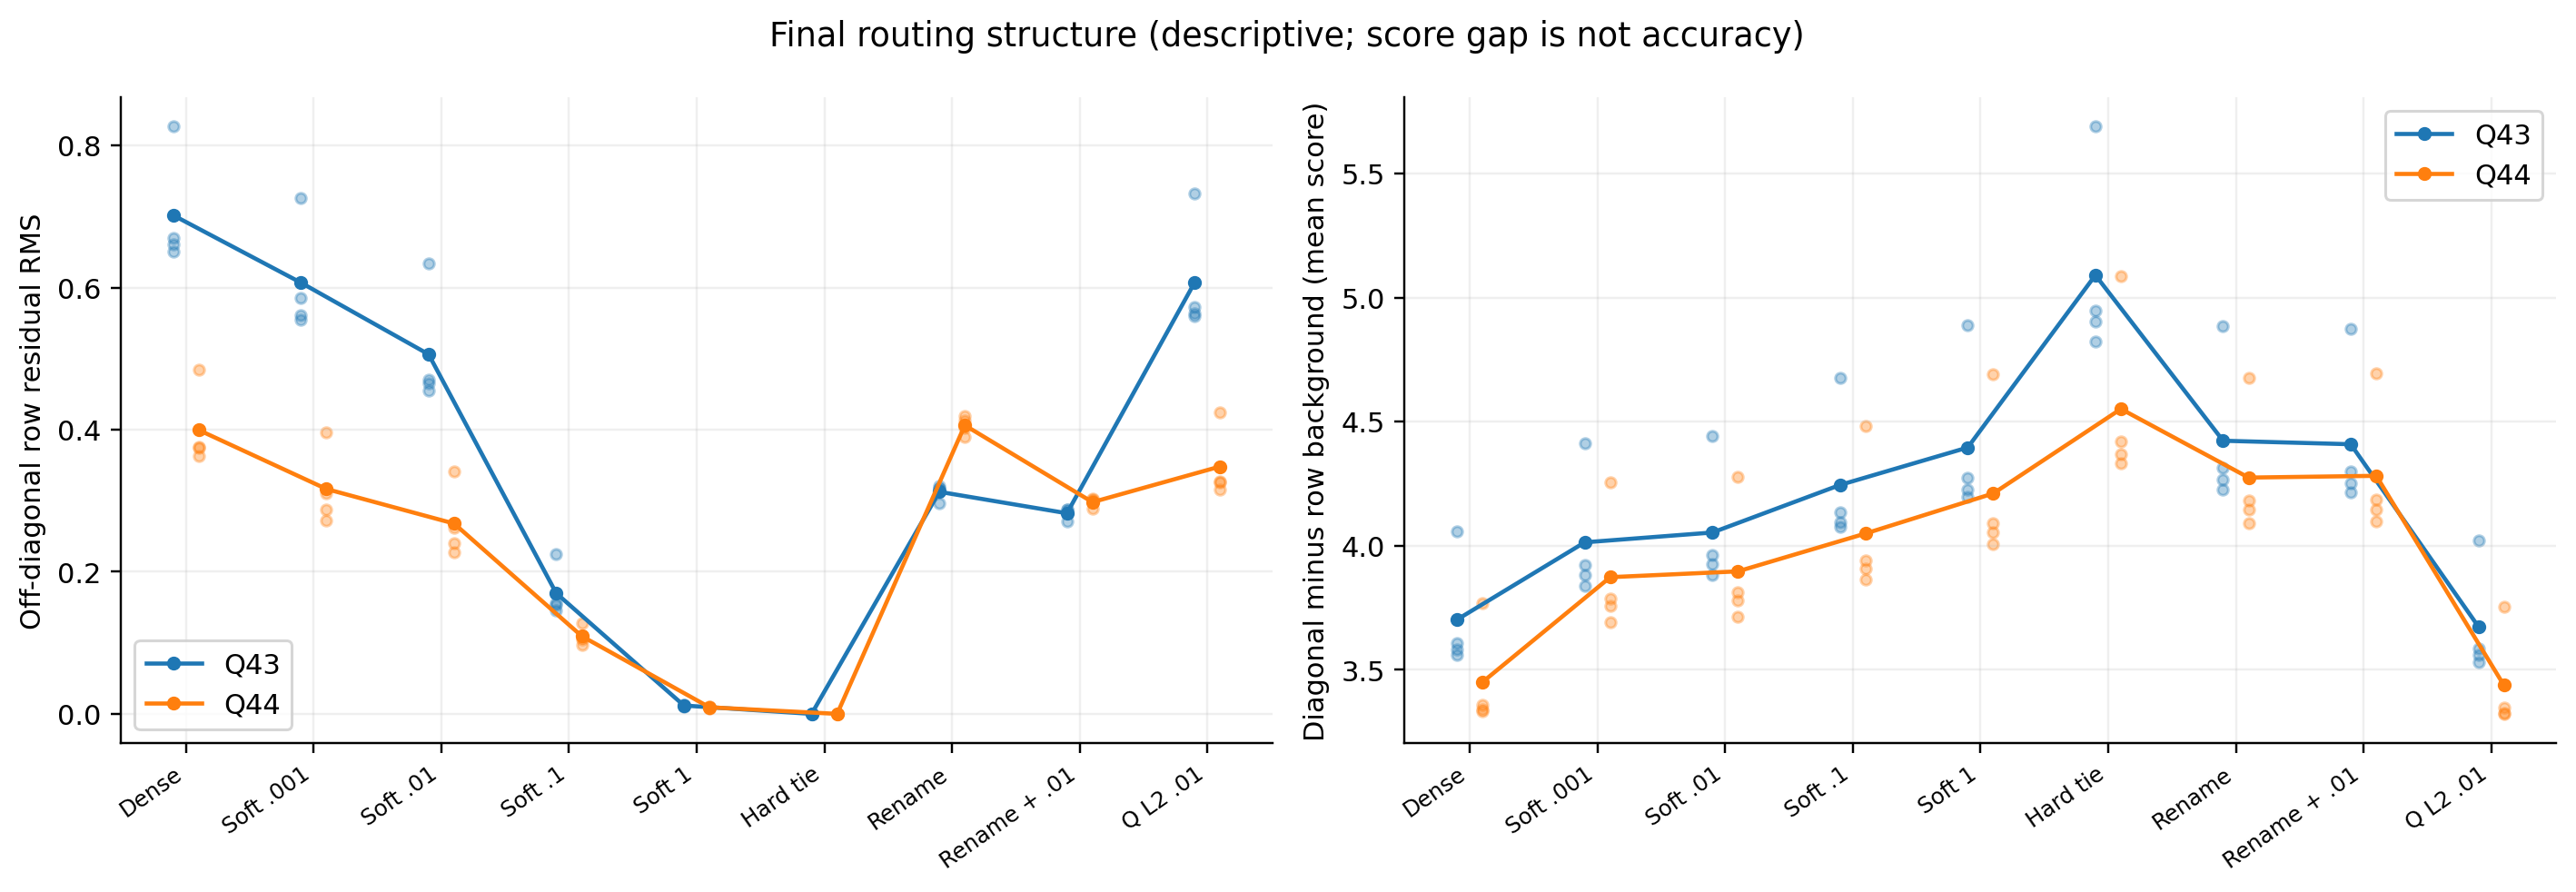 Final routing structure (descriptive; score gap is not accuracy)
Off-diagonal row residual RMS
0.8
0.6
0.4
0.2
0.0
Q43
Q44
Dense
Soft .001
Soft .01
Soft .1
Soft 1
Hard tie
Rename
Rename + .01
Q L2 .01
Diagonal minus row background (mean score)
5.5
5.0
4.5
4.0
3.5
Q43
Q44
Dense
Soft .001
Soft .01
Soft .1
Soft 1
Hard tie
Rename
Rename + .01
Q L2 .01